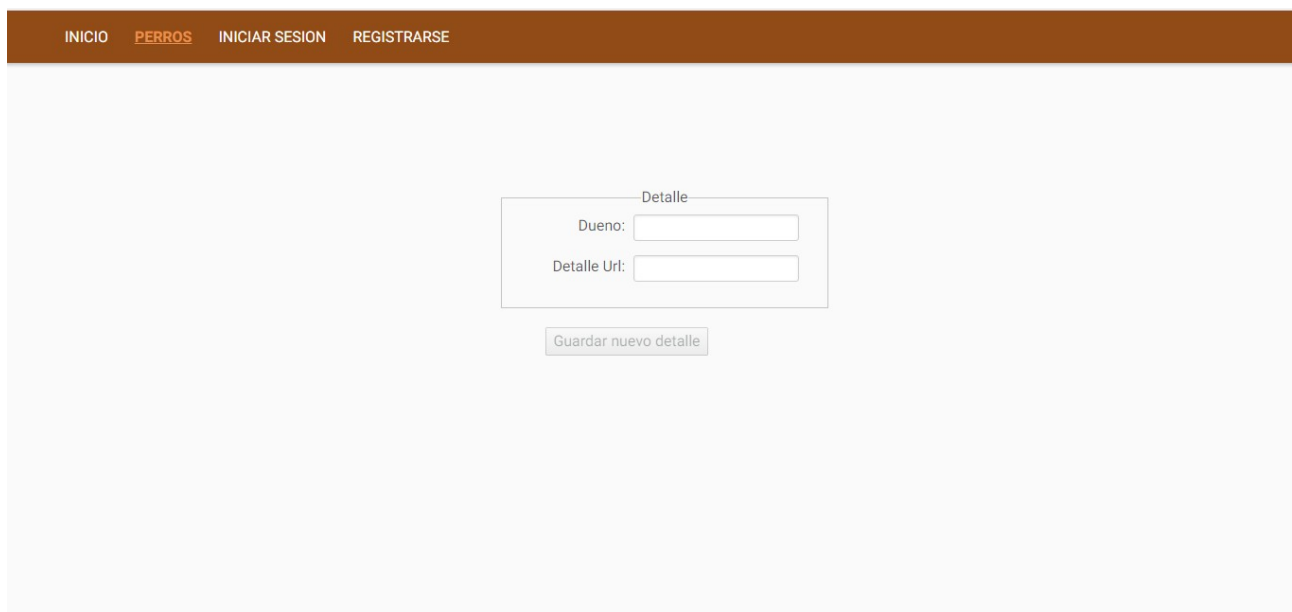 INICIO PERROS INICIAR SESION REGISTRARSE
Detalle
Dueno:
Detalle Url:
Guardar nuevo detalle